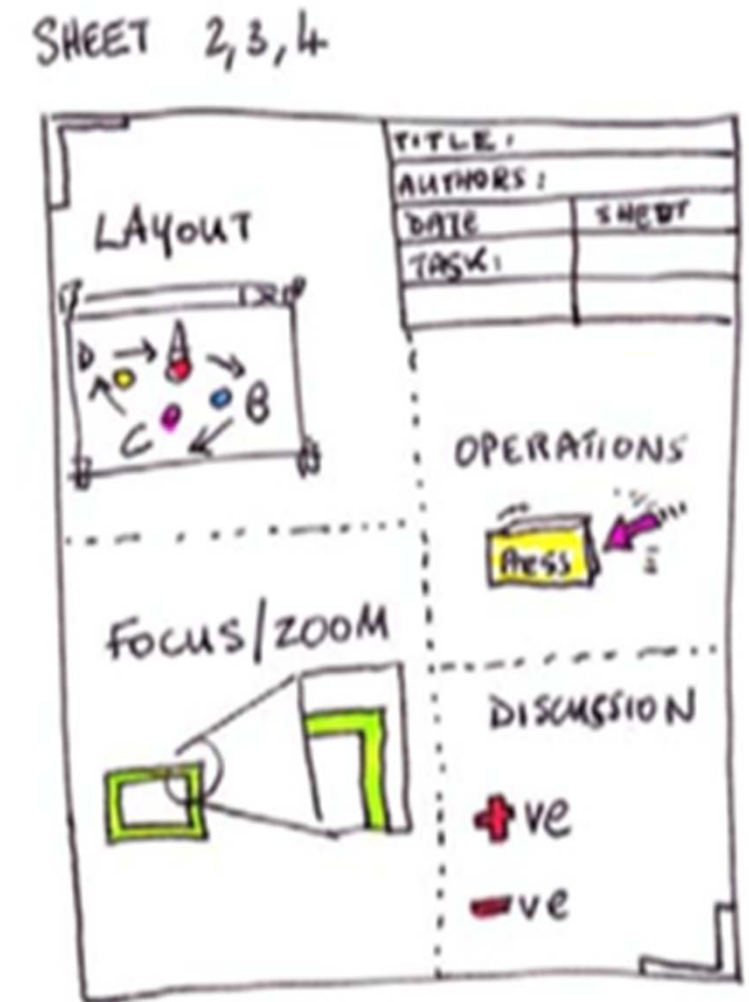 SHEET 2,3,4
TITLE:
AUTHORS:
DATE SHEET
TASK:
LAYOUT
A
D
B
C
OPERATIONS
Press
FOCUS/ZOOM
DISCUSSION
+ve
-ve